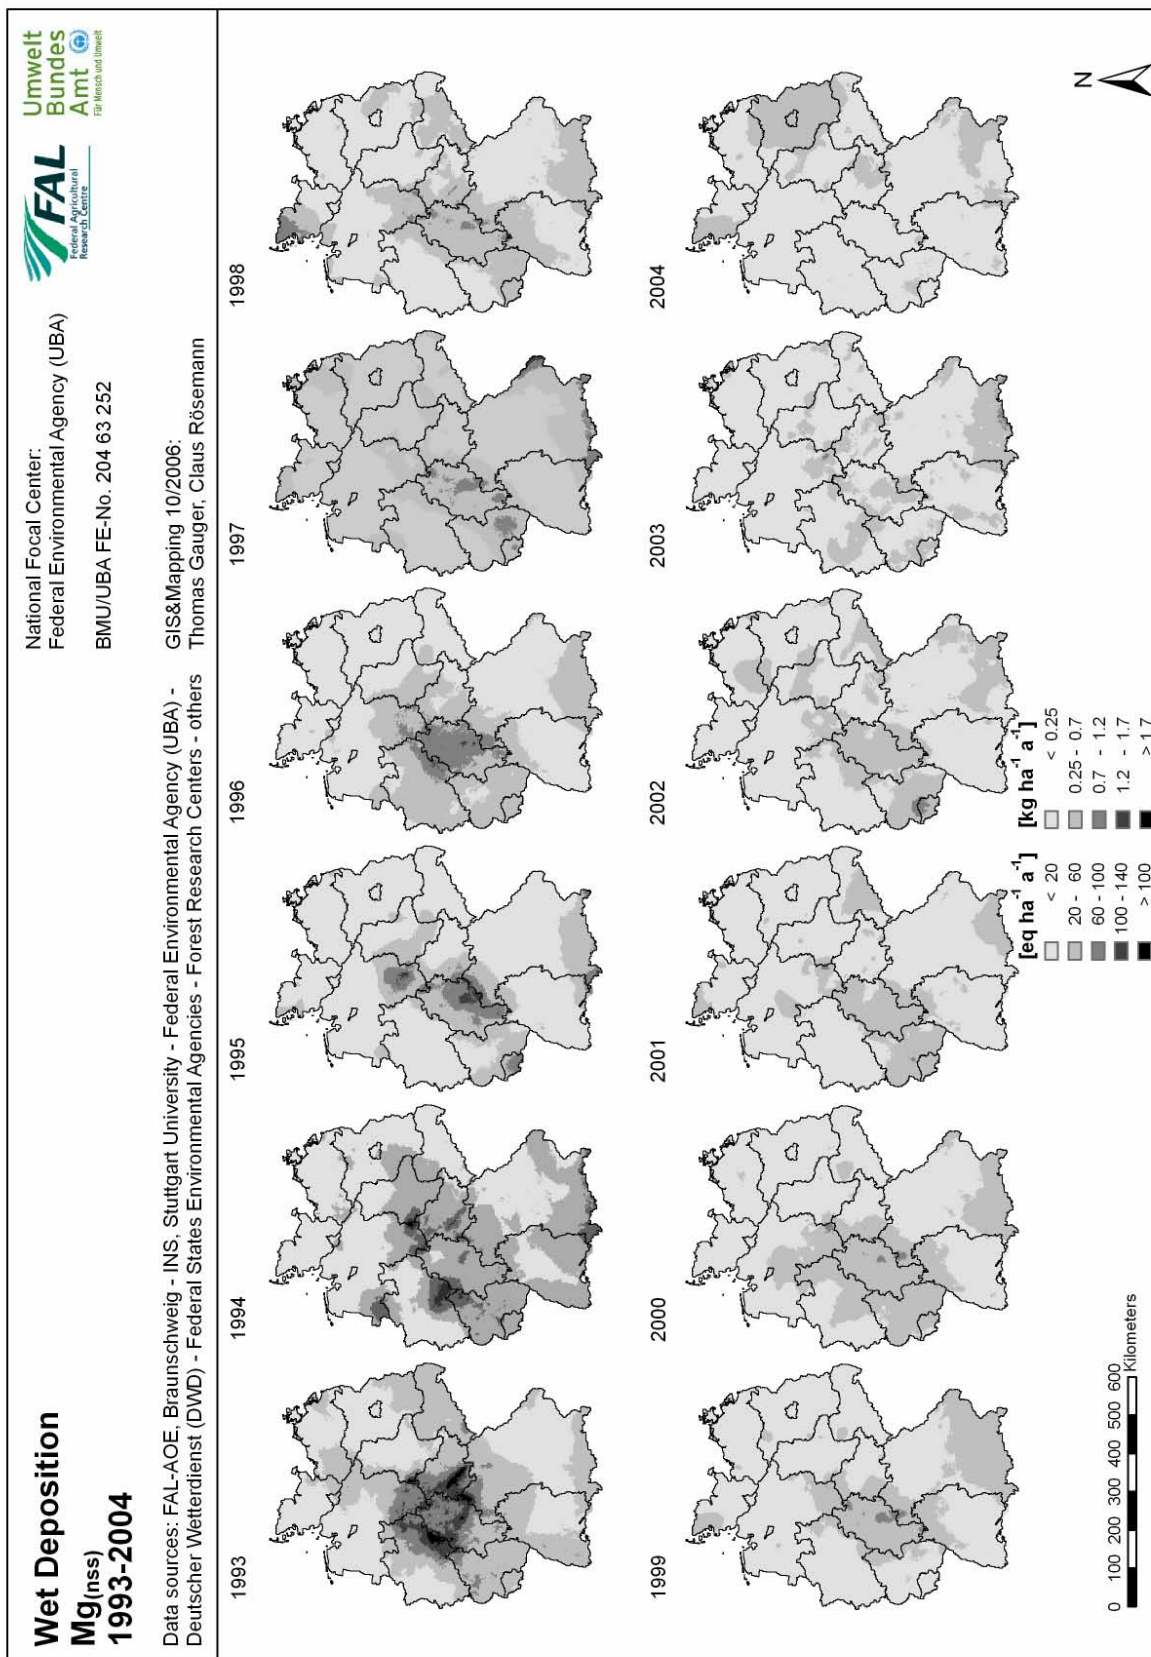 Wet Deposition
Mg(nss)
1993-2004
National Focal Center:
Federal Environmental Agency (UBA)
BMU/UBA FE-No. 204 63 252
FAL
Federal Agricultural
Research Centre
Umwelt
Bundes
Amt
Für Mensch und Umwelt
Data sources: FAL-AOE, Braunschweig - INS, Stuttgart University - Federal Environmental Agency (UBA) -
Deutscher Wetterdienst (DWD) - Federal States Environmental Agencies - Forest Research Centers - others
GIS&Mapping 10/2006:
Thomas Gauger, Claus Rösemann
1993
1994
1995
1996
1997
1998
1999
2000
2001
2002
2003
2004
0 100 200 300 400 500 600
Kilometers
[eq ha-1 a-1] [kg ha-1 a-1]
< 20 < 0.25
20 - 60 0.25 - 0.7
60 - 100 0.7 - 1.2
100 - 140 1.2 - 1.7
> 100 > 1.7
N